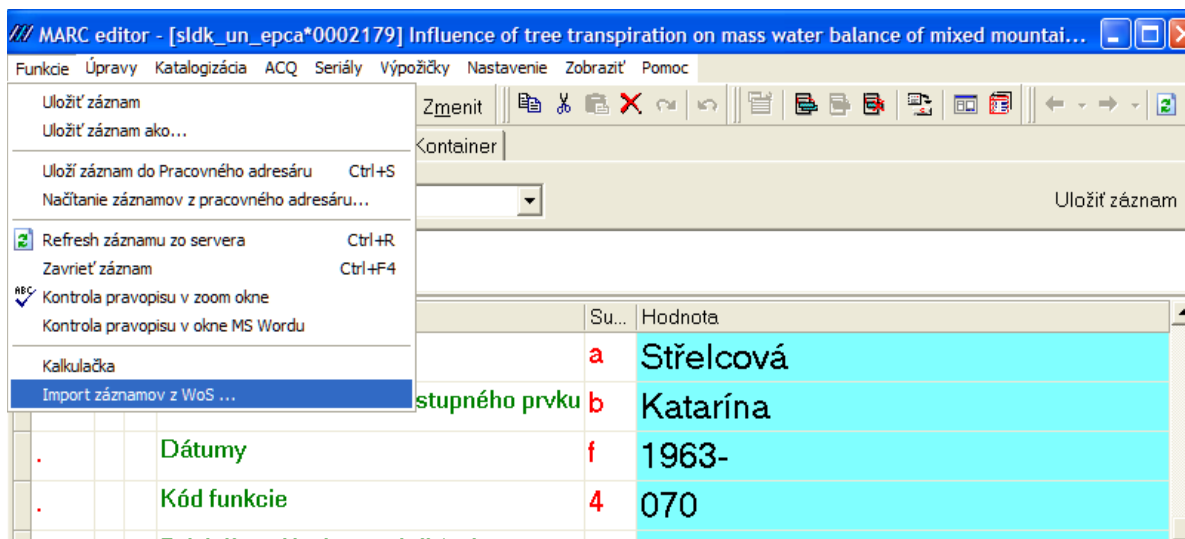 MARC editor - [sldk_un_epca*0002179] Influence of tree transpiration on mass water balance of mixed mountai...
Funkcie Úpravy Katalogizácia ACQ Seriály Výpožičky Nastavenie Zobraziť Pomoc
Uložiť záznam
Zmenit
Uložiť záznam ako...
Kontainer
Uloží záznam do Pracovného adresáru Ctrl+S
Načítanie záznamov z pracovného adresáru...
Uložiť záznam
Refresh záznamu zo servera Ctrl+R
Zavrieť záznam Ctrl+F4
ABC Kontrola pravopisu v zoom okne
Kontrola pravopisu v okne MS Wordu
Su... Hodnota
Kalkulačka
a Střelcová
Import záznamov z WoS ...
stupného prvku b Katarína
. Dátumy f 1963-
. Kód funkcie 4 070